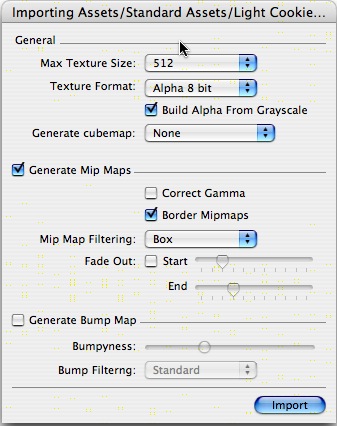 Importing Assets/Standard Assets/Light Cookie...
General
Max Texture Size: 512
Texture Format: Alpha 8 bit
Build Alpha From Grayscale
Generate cubemap: None
Generate Mip Maps
Correct Gamma
Border Mipmaps
Mip Map Filtering: Box
Fade Out: Start
End
Generate Bump Map
Bumpyness:
Bump Filterng: Standard
Import